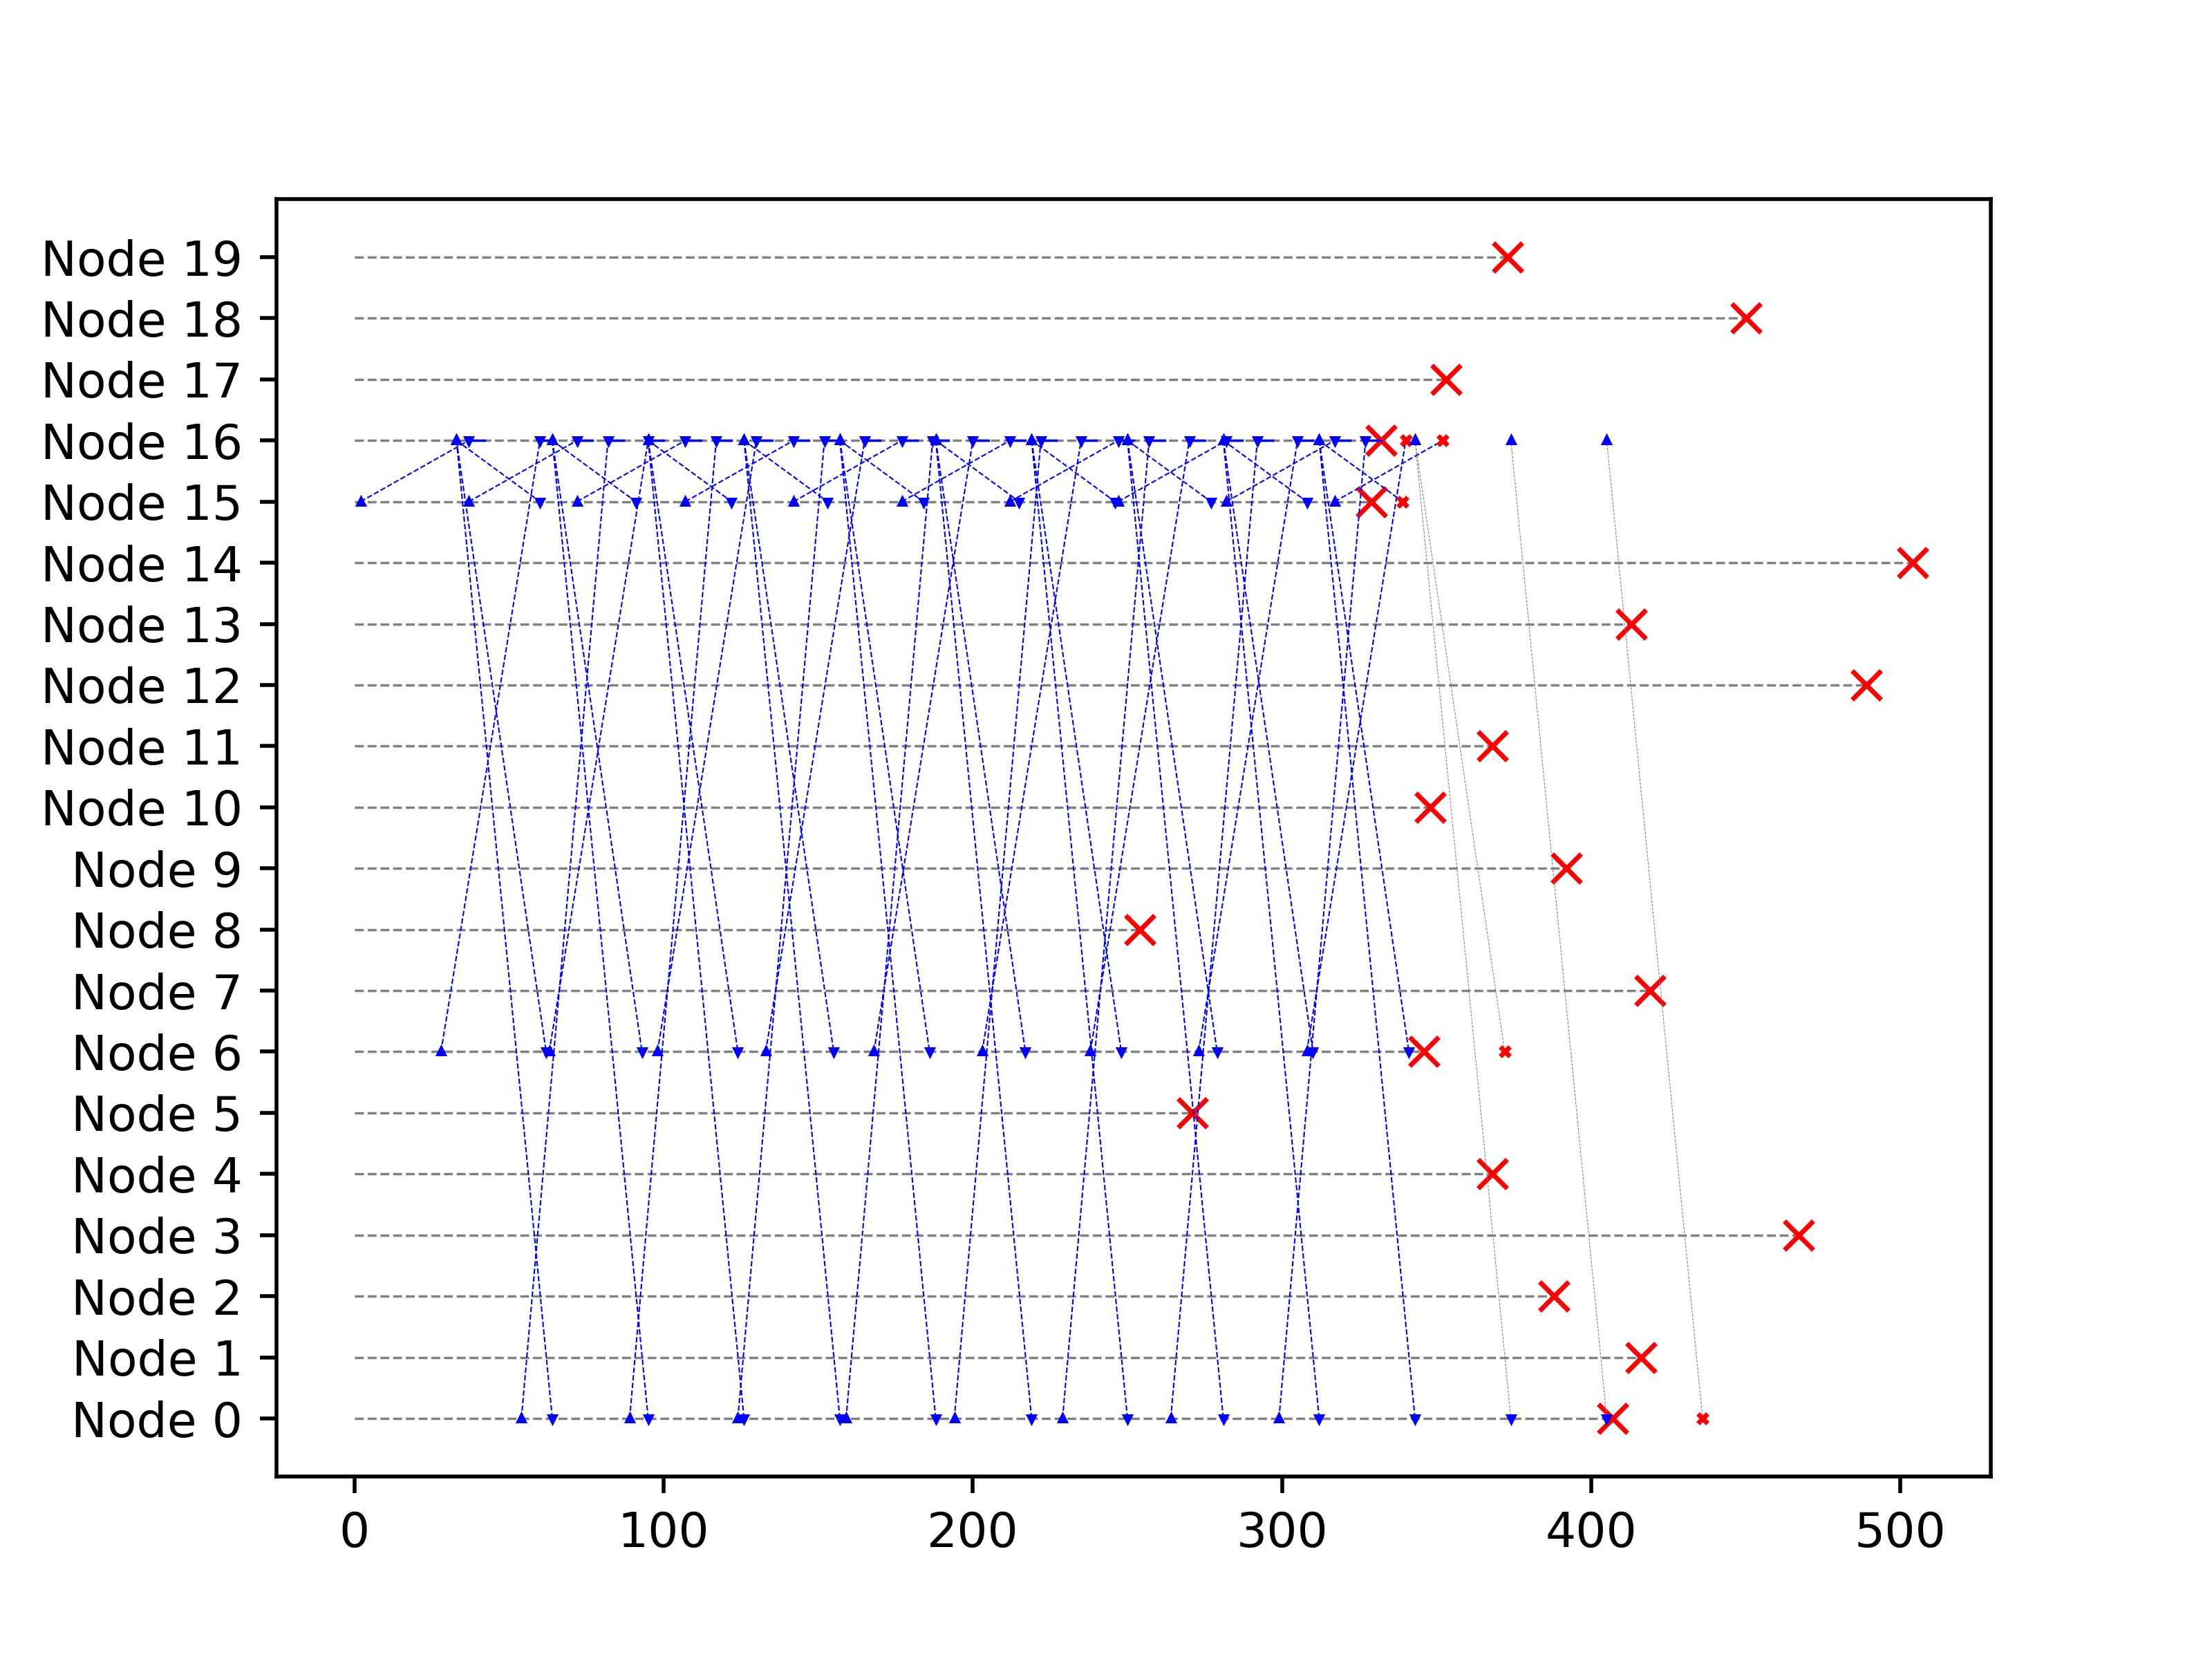 Node 19
Node 18
Node 17
Node 16
Node 15
Node 14
Node 13
Node 12
Node 11
Node 10
Node 9
Node 8
Node 7
Node 6
Node 5
Node 4
Node 3
Node 2
Node 1
Node 0
0 100 200 300 400 500